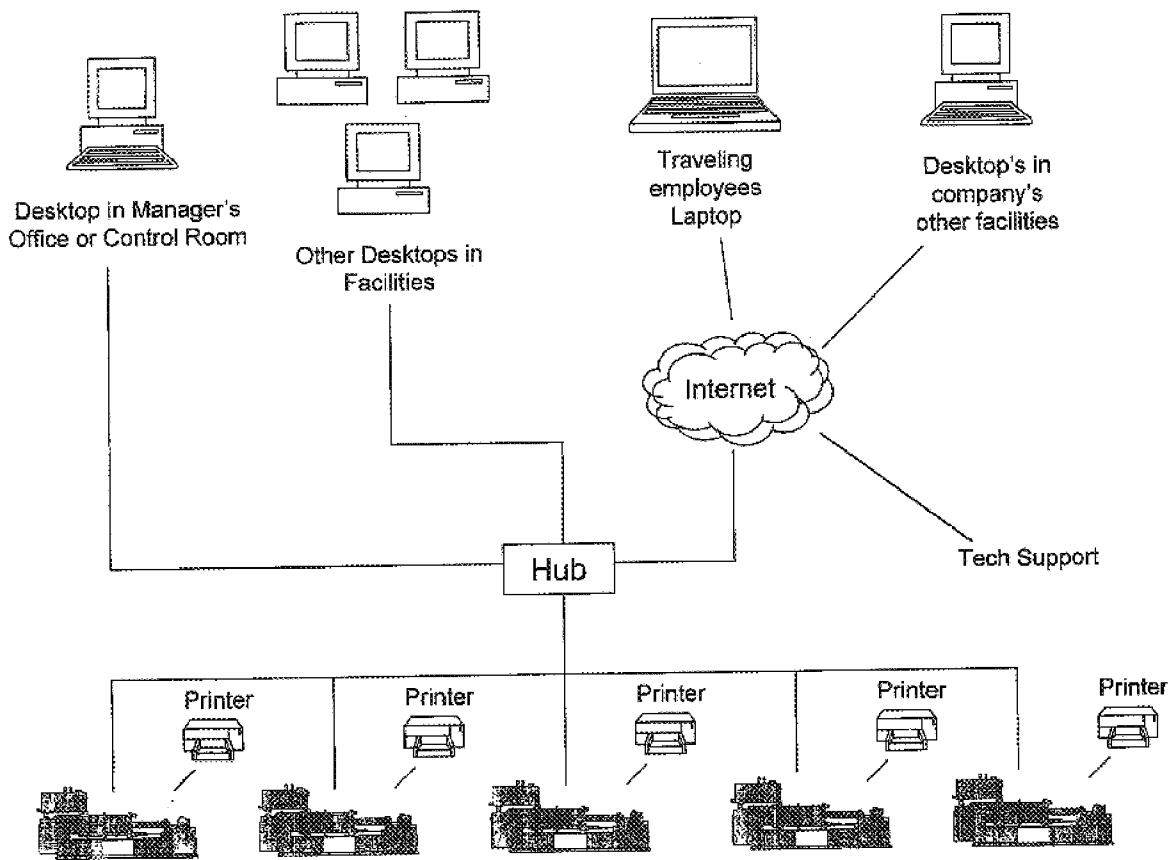 Desktop in Manager's
Office or Control Room
Other Desktops in
Facilities
Traveling
employees
Laptop
Desktop's in
company's
other facilities
Internet
Hub
Tech Support
Printer
Printer
Printer
Printer
Printer